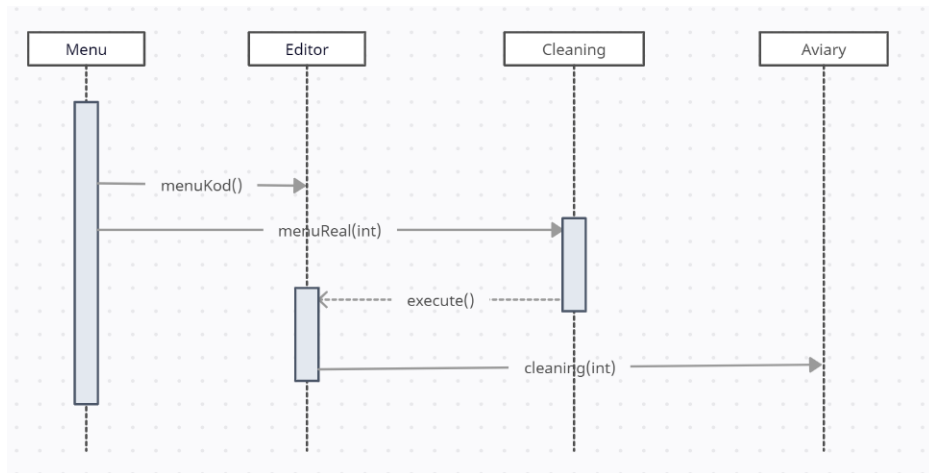 Menu
Editor
Cleaning
Aviary
menuKod()
menuReal(int)
execute()
cleaning(int)